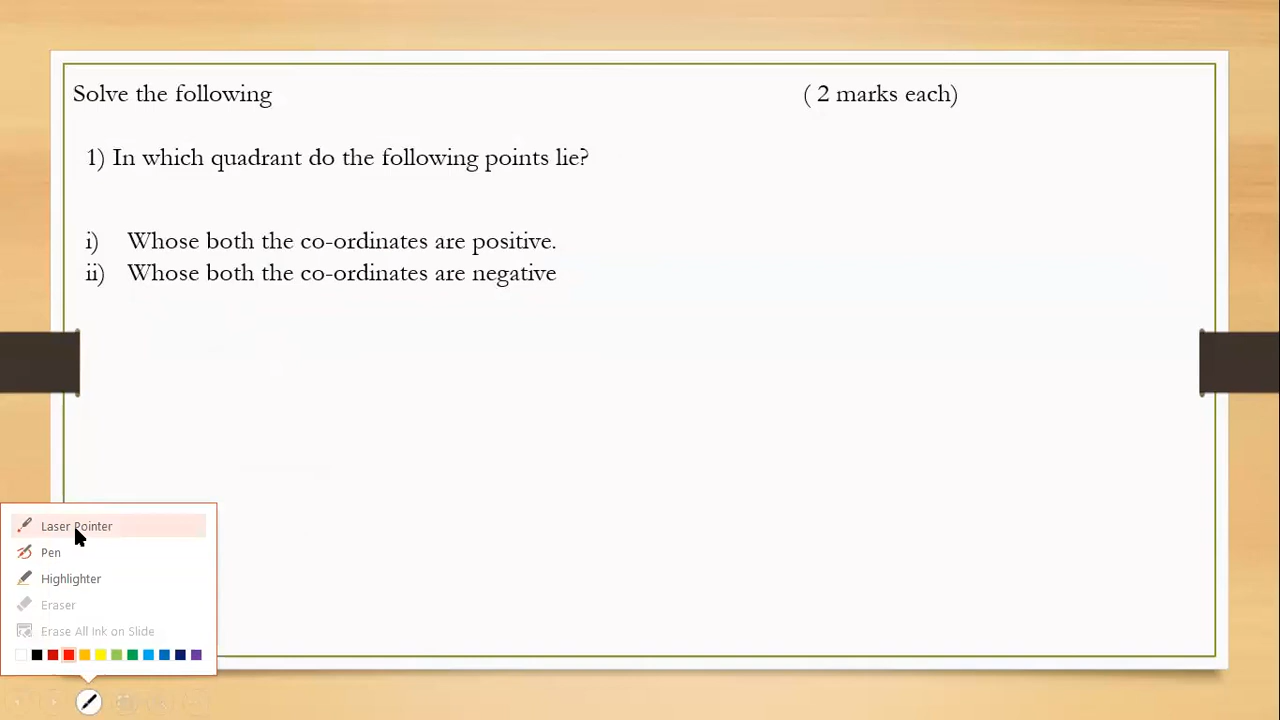 Solve the following ( 2 marks each)
1) In which quadrant do the following points lie?
i) Whose both the co-ordinates are positive.
ii) Whose both the co-ordinates are negative
Laser Pointer
Pen
Highlighter
Eraser
Erase All Ink on Slide